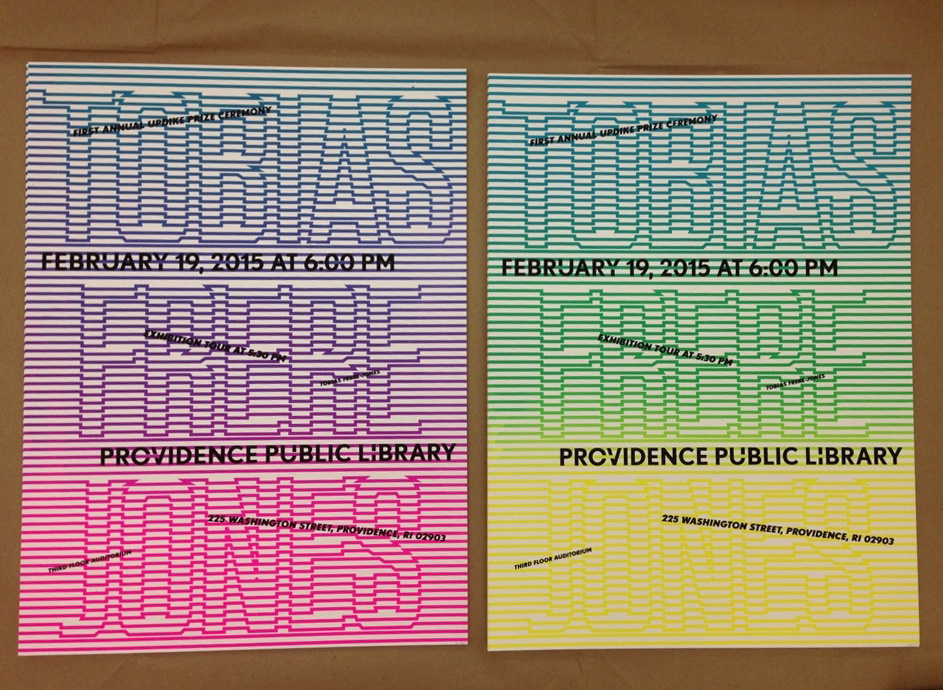 TOBIAS
FIRST ANNUAL UPDIKE PRIZE CEREMONY
FEBRUARY 19, 2015 AT 6:00 PM
FRERE
EXHIBITION TOUR AT 5:30 PM
TOBIAS FRERE-JONES
PROVIDENCE PUBLIC LIBRARY
JONES
225 WASHINGTON STREET, PROVIDENCE, RI 02903
THIRD FLOOR AUDITORIUM
TOBIAS
FIRST ANNUAL UPDIKE PRIZE CEREMONY
FEBRUARY 19, 2015 AT 6:00 PM
FRERE
EXHIBITION TOUR AT 5:30 PM
TOBIAS FRERE-JONES
PROVIDENCE PUBLIC LIBRARY
JONES
225 WASHINGTON STREET, PROVIDENCE, RI 02903
THIRD FLOOR AUDITORIUM